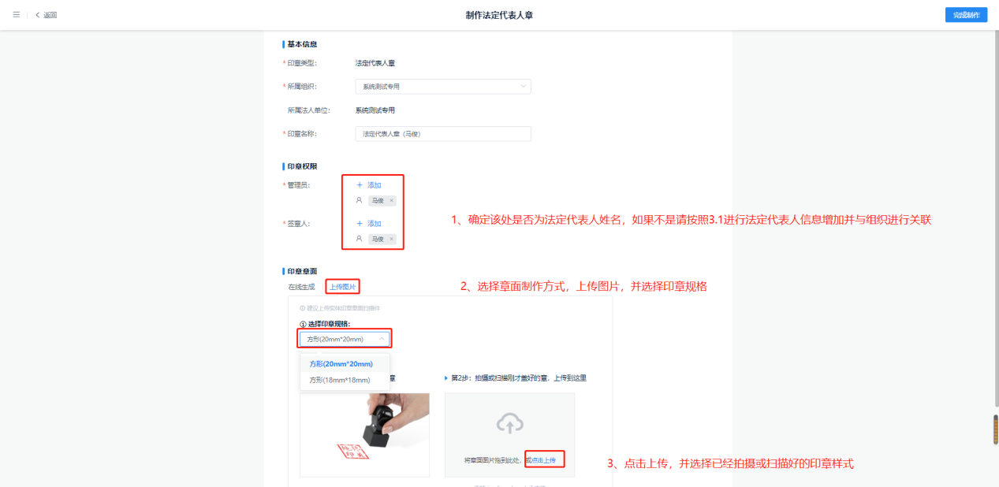 返回
制作法定代表人章
完成制作
基本信息
* 印章类型:
法定代表人章
* 所属组织:
系统测试专用
所属法人单位:
系统测试专用
* 印章名称:
法定代表人章（马俊）
印章权限
* 管理员:
+ 添加
马俊 ×
1、确定该处是否为法定代表人姓名，如果不是请按照3.1进行法定代表人信息增加并与组织进行关联
* 签章人:
+ 添加
马俊 ×
印章章面
在线生成
上传图片
2、选择章面制作方式，上传图片，并选择印章规格
建议上传实体印章章面扫描件
① 选择印章规格:
方形(20mm*20mm)
方形(20mm*20mm)
方形(18mm*18mm)
章
第2步：拍摄或扫描刚才盖好的章，上传到这里
将章面图片拖到此处，或点击上传
3、点击上传，并选择已经拍摄或扫描好的印章样式